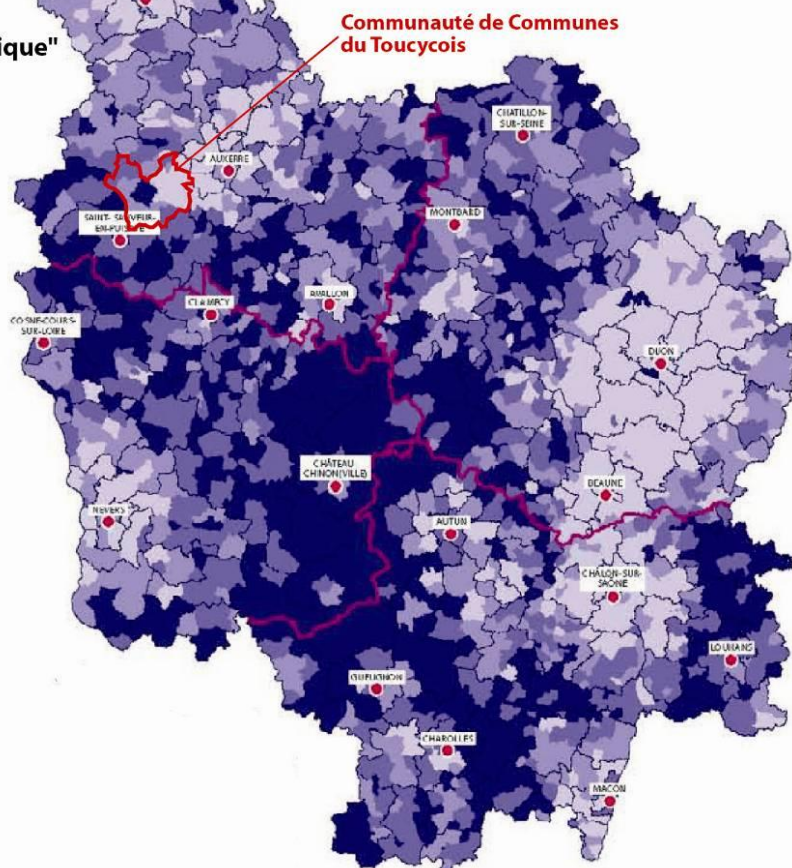 ique"
Communauté de Communes
du Toucycois
CHATILLON-
SUR-SEINE
AUXERRE
MONTBARD
SAINT-SAUVEUR-
EN-PUISAYE
AVALLON
CLAMECY
COSNE-COURS-
SUR-LOIRE
DIJON
CHÂTEAU
CHINON(VILLE)
BEAUNE
NEVERS
AUTUN
CHÂLON-SUR-
SAÔNE
LOUHANS
GUEUGNON
CHAROLLES
MACON